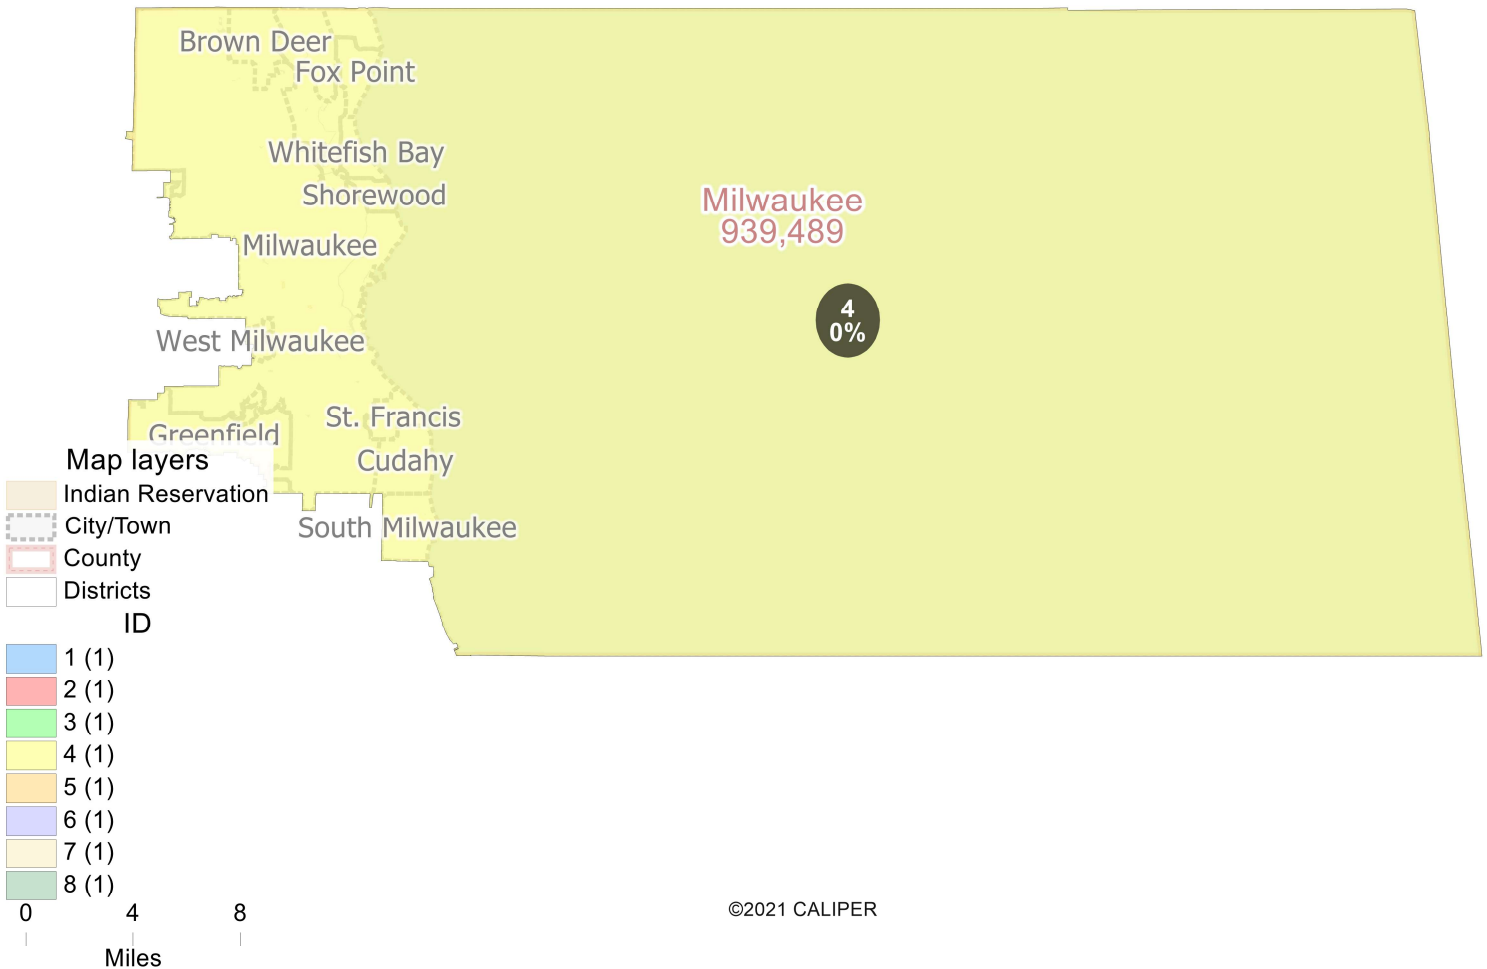 Brown Deer
Fox Point
Whitefish Bay
Shorewood
Milwaukee
939,489
Milwaukee
4
0%
West Milwaukee
St. Francis
Greenfield
Cudahy
South Milwaukee
Map layers
Indian Reservation
City/Town
County
Districts
ID
1 (1)
2 (1)
3 (1)
4 (1)
5 (1)
6 (1)
7 (1)
8 (1)
0 4 8
Miles
©2021 CALIPER